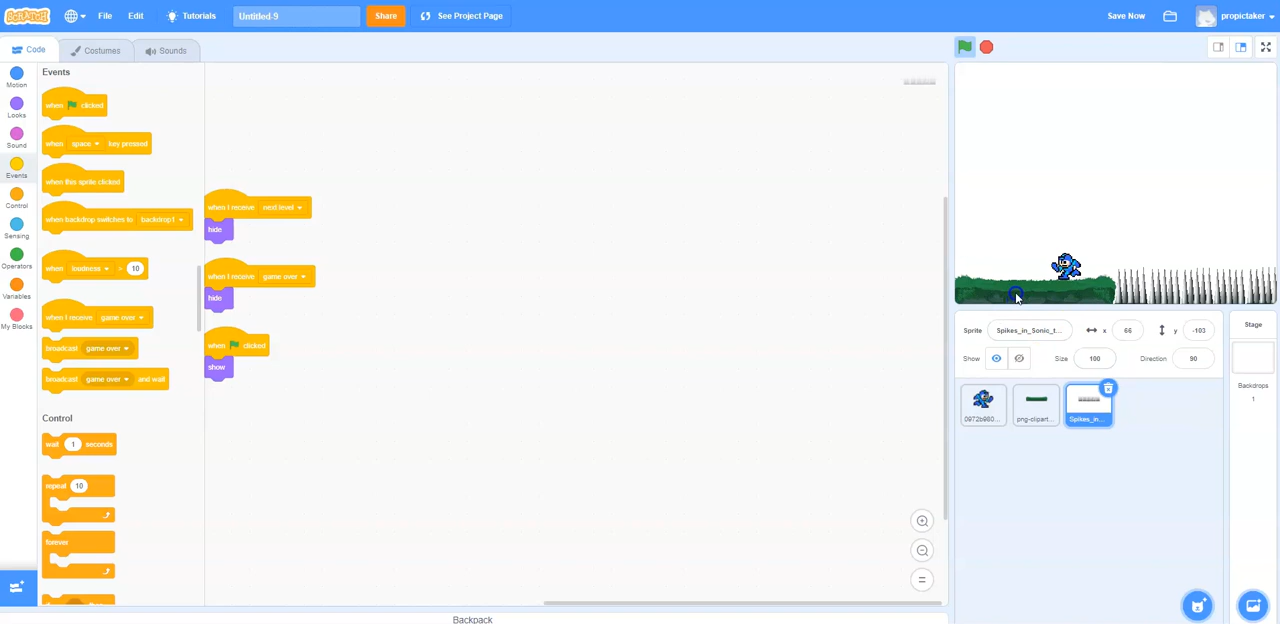 SCRATCH File Edit Tutorials Untitled-9 Share See Project Page Save Now propictaker
Code Costumes Sounds
Motion
Looks
Sound
Events
Control
Sensing
Operators
Variables
My Blocks
Events
when clicked
when space key pressed
when this sprite clicked
when backdrop switches to backdrop1
when loudness > 10
when I receive game over
broadcast game over
broadcast game over and wait
Control
wait 1 seconds
repeat 10
forever
when I receive next level
hide
when I receive game over
hide
when clicked
show
Backpack
Sprite Spikes_in_Sonic_t... x 66 y -103
Show Size 100 Direction 90
0972b980... png-clipart... Spikes_in...
Stage
Backdrops
1